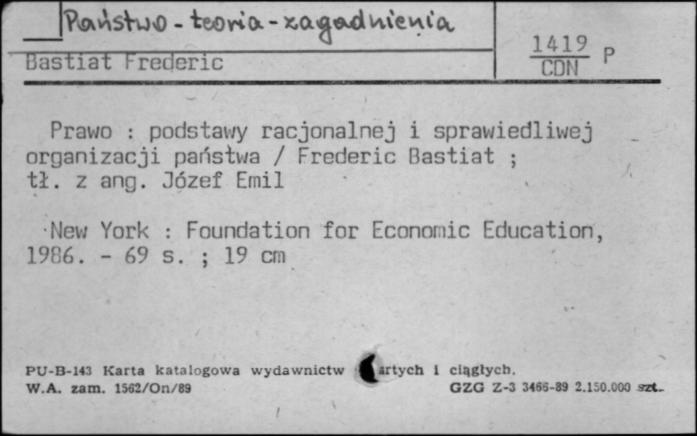 Państwo - teoria - zagadnienia
Bastiat Frederic
1419 P
CDN
Prawo : podstawy racjonalnej i sprawiedliwej
organizacji państwa / Frederic Bastiat ;
tł. z ang. Józef Emil
New York : Foundation for Economic Education,
1986. - 69 s. ; 19 cm
PU-B-143 Karta katalogowa wydawnictw artych i ciągłych.
W.A. zam. 1562/On/89 GZG Z-3 3466-89 2.150.000 szt.